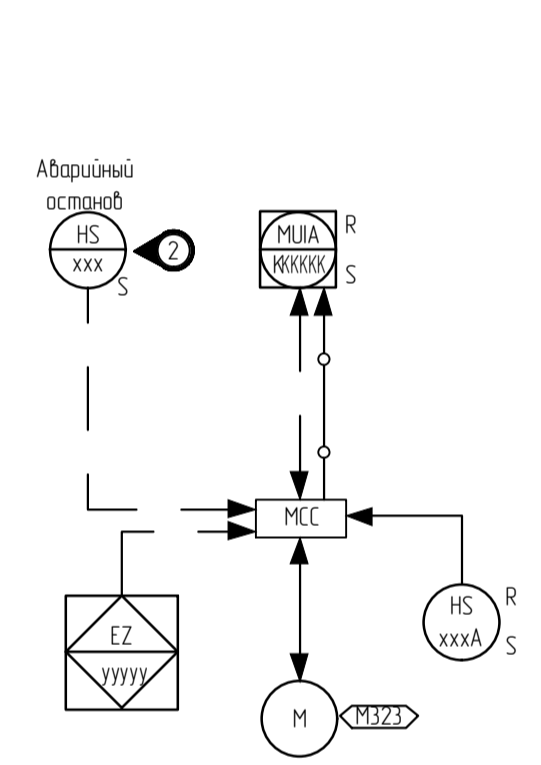 Аварийный
останов
HS
xxx
S
2
MUIA
KKKKKK
R
S
MCC
EZ
yyyyy
HS
xxxA
R
S
M
M323